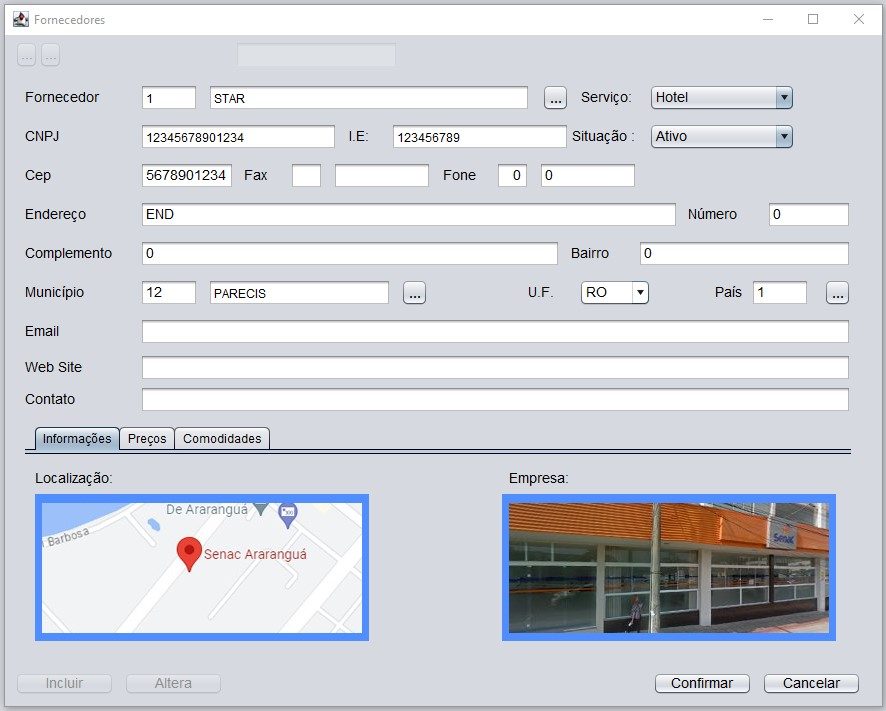 Fornecedores
... ...
Fornecedor 1 STAR ... Serviço: Hotel
CNPJ 12345678901234 I.E: 123456789 Situação : Ativo
Cep 5678901234 Fax Fone 0 0
Endereço END Número 0
Complemento 0 Bairro 0
Município 12 PARECIS ... U.F. RO País 1 ...
Email
Web Site
Contato
Informações Preços Comodidades
Localização: Empresa:
De Araranguá
Barbosa
Senac Araranguá
Senac
Incluir Altera Confirmar Cancelar